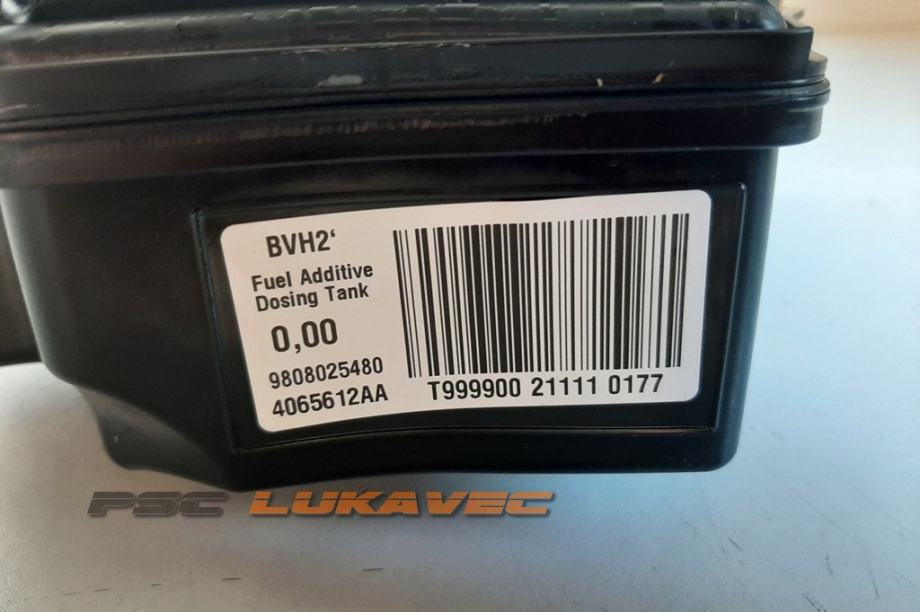 BVH2‘
Fuel Additive
Dosing Tank
0,00
9808025480
4065612AA
T999900 21111 0177
PSC LUKAVEC